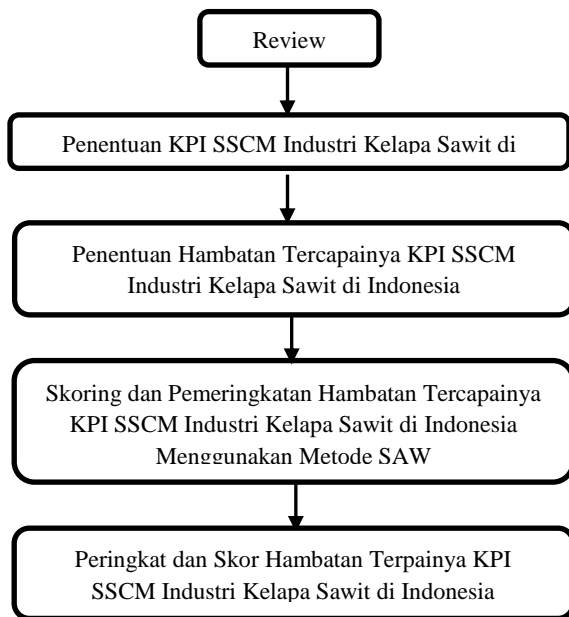 Review
Penentuan KPI SSCM Industri Kelapa Sawit di
Penentuan Hambatan Tercapainya KPI SSCM
Industri Kelapa Sawit di Indonesia
Skoring dan Pemeringkatan Hambatan Tercapainya
KPI SSCM Industri Kelapa Sawit di Indonesia
Menggunakan Metode SAW
Peringkat dan Skor Hambatan Terpainya KPI
SSCM Industri Kelapa Sawit di Indonesia